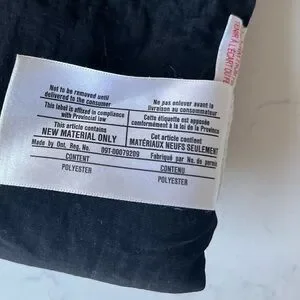 Not to be removed until
delivered to the consumer
This label is affixed in compliance
with Provincial law
This article contains
NEW MATERIAL ONLY
Made by Ont. Reg. No.
09T-00079209
CONTENT
POLYESTER
Ne pas enlever avant la
livraison au consommateur
Cette étiquette est apposée
conformément à la loi de la Province
Cet article contient
MATÉRIAUX NEUFS SEULEMENT
Fabriqué par No. de permis
CONTENU
POLYESTER